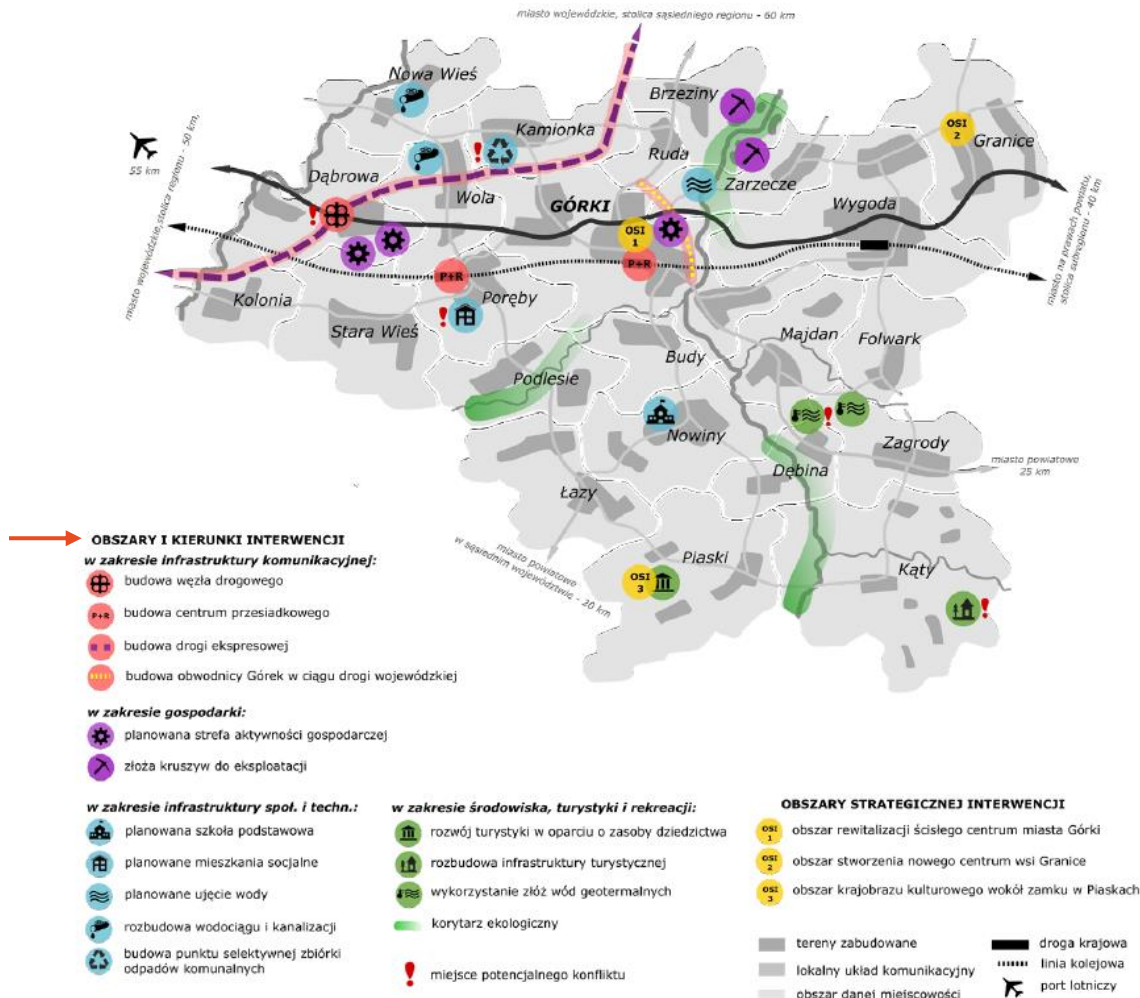 miasto wojewódzkie, stolica sąsiedniego regionu - 60 km
Nowa Wieś
Brzeziny
Kamionka
OSI 2
Granice
55 km
Ruda
Dąbrowa
Zarzecze
Wola
GÓRKI
Wygoda
miasto wojewódzkie, stolica regionu - 50 km,
OSI 1
P+R
P+R
Kolonia
Poręby
miasto na prawach powiatu,
stolica subregionu - 40 km
Stara Wieś
Majdan
Folwark
Budy
Podlesie
Nowiny
Zagrody
Dębina
miasto powiatowe
25 km
Łazy
miasto powiatowe
w sąsiednim województwie - 20 km
Piaski
Kąty
OSI 3
OBSZARY I KIERUNKI INTERWENCJI
w zakresie infrastruktury komunikacyjnej:
budowa węzła drogowego
P+R budowa centrum przesiadkowego
budowa drogi ekspresowej
budowa obwodnicy Górek w ciągu drogi wojewódzkiej
w zakresie gospodarki:
planowana strefa aktywności gospodarczej
złoża kruszyw do eksploatacji
w zakresie infrastruktury społ. i techn.:
planowana szkoła podstawowa
planowane mieszkania socjalne
planowane ujęcie wody
rozbudowa wodociągu i kanalizacji
budowa punktu selektywnej zbiórki
odpadów komunalnych
w zakresie środowiska, turystyki i rekreacji:
rozwój turystyki w oparciu o zasoby dziedzictwa
rozbudowa infrastruktury turystycznej
wykorzystanie złóż wód geotermalnych
korytarz ekologiczny
miejsce potencjalnego konfliktu
OBSZARY STRATEGICZNEJ INTERWENCJI
OSI 1 obszar rewitalizacji ścisłego centrum miasta Górki
OSI 2 obszar stworzenia nowego centrum wsi Granice
OSI 3 obszar krajobrazu kulturowego wokół zamku w Piaskach
tereny zabudowane
lokalny układ komunikacyjny
obszar danej miejscowości
droga krajowa
linia kolejowa
port lotniczy